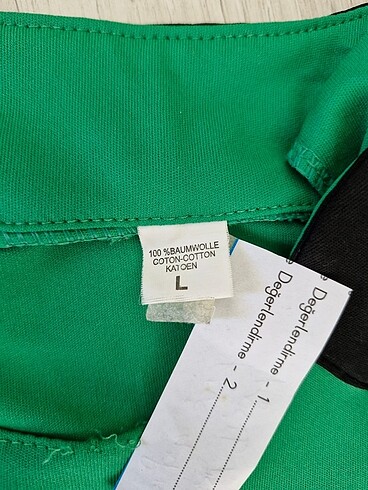 100 %BAUMWOLLE
COTON-COTTON
KATOEN
L
Değerlendirme - 1
Değerlendirme - 2